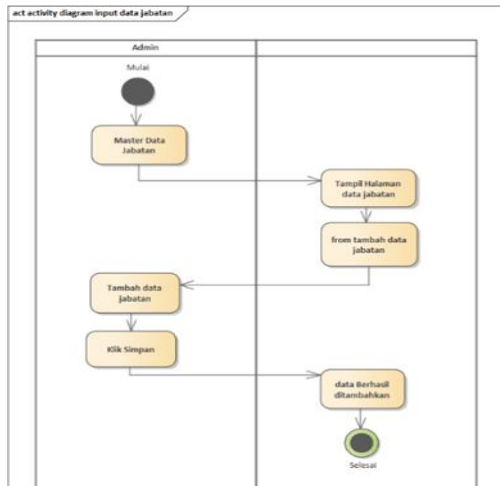 act activity diagram input data jabatan
Admin
Mulai
Master Data
Jabatan
Tampil Halaman
data jabatan
from tambah data
jabatan
Tambah data
jabatan
Klik Simpan
data Berhasil
ditambahkan
Selesai